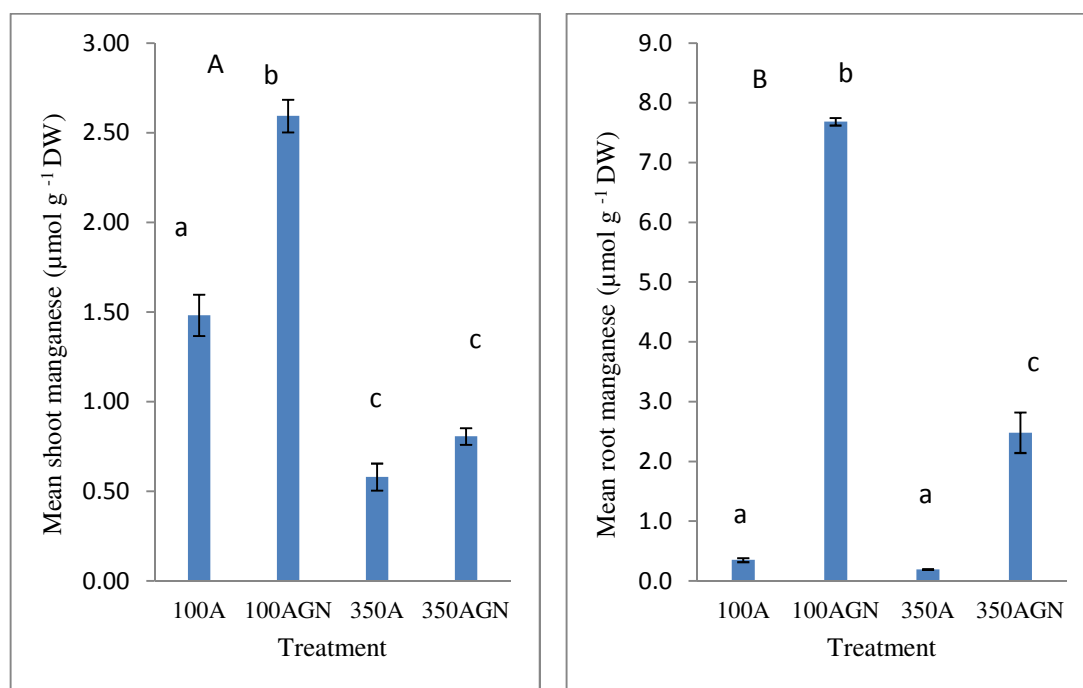 Mean shoot manganese (µmol g -1 DW)
3.00
2.50
2.00
1.50
1.00
0.50
0.00
A
a
b
c
c
100A 100AGN 350A 350AGN
Treatment
Mean root manganese (µmol g -1 DW)
9.0
8.0
7.0
6.0
5.0
4.0
3.0
2.0
1.0
0.0
B
a
b
a
c
100A 100AGN 350A 350AGN
Treatment